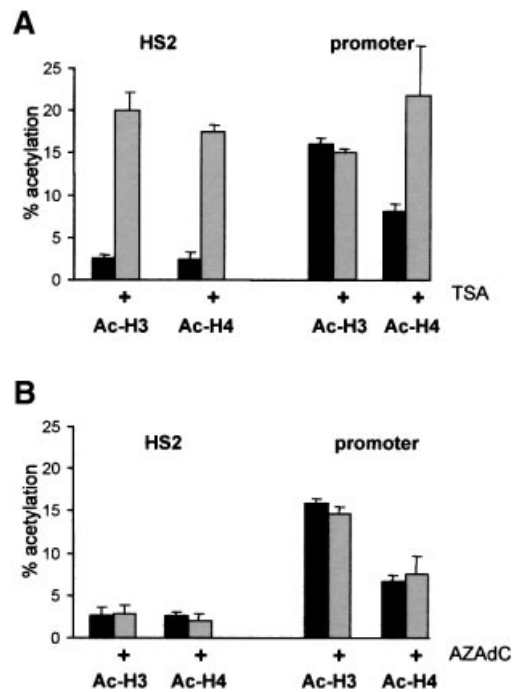 A
HS2 promoter
% acetylation
25
20
15
10
5
0
+ + + + TSA
Ac-H3 Ac-H4 Ac-H3 Ac-H4
B
HS2 promoter
% acetylation
25
20
15
10
5
0
+ + + + AZAdC
Ac-H3 Ac-H4 Ac-H3 Ac-H4